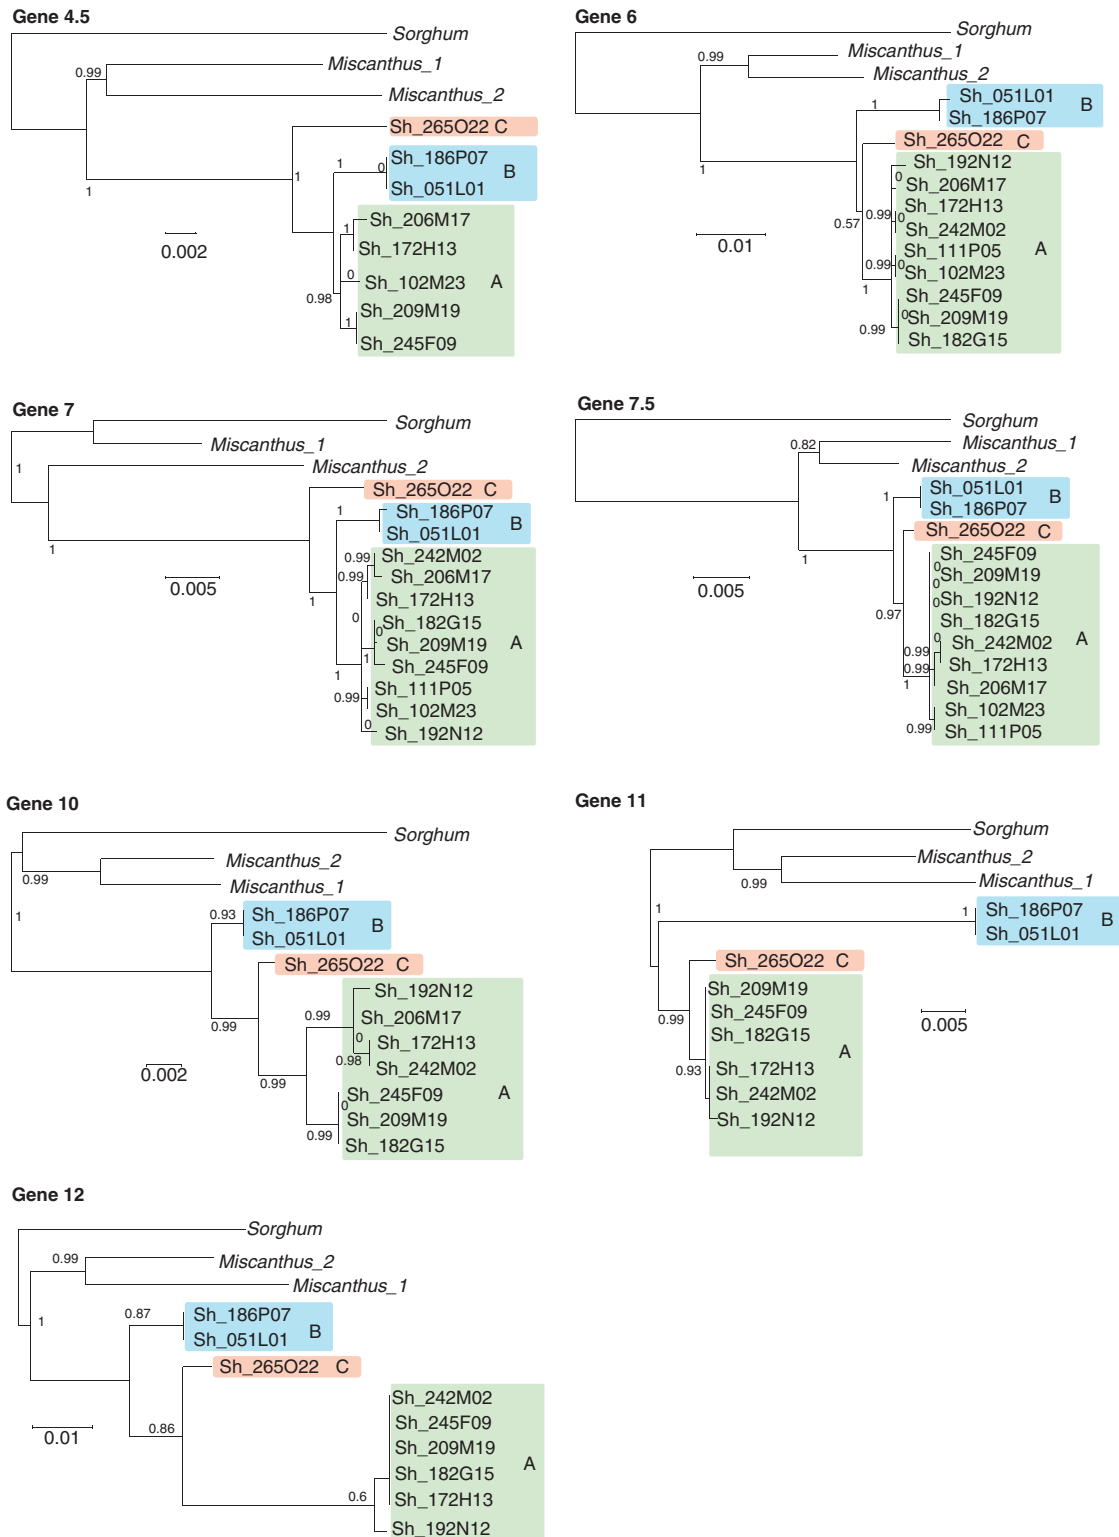 Gene 4.5
Sorghum
Miscanthus_1
0.99
Miscanthus_2
Sh_265O22 C
Sh_186P07
1
0
B
1
Sh_051L01
1
Sh_206M17
1
Sh_172H13
0.002
0
Sh_102M23 A
0.98
Sh_209M19
1
Sh_245F09
Gene 6
Sorghum
Miscanthus_1
0.99
Miscanthus_2
Sh_051L01
1
B
Sh_186P07
Sh_265O22 C
Sh_192N12
1
0
Sh_206M17
Sh_172H13
0.99
0
0.57
Sh_242M02
0.01
Sh_111P05
A
0.99
0
Sh_102M23
1
Sh_245F09
0
Sh_209M19
0.99
Sh_182G15
Gene 7
Sorghum
Miscanthus_1
1
Miscanthus_2
Sh_265O22 C
1
Sh_186P07
B
Sh_051L01
1
0.99
Sh_242M02
0.99
Sh_206M17
0.005
1
Sh_172H13
0
0
Sh_182G15
Sh_209M19
A
1
Sh_245F09
1
Sh_111P05
0.99
Sh_102M23
0
Sh_192N12
Gene 7.5
Sorghum
0.82
Miscanthus_1
Miscanthus_2
Sh_051L01
1
B
Sh_186P07
Sh_265O22 C
Sh_245F09
1
0
Sh_209M19
0
0.005
Sh_192N12
0
0.97
Sh_182G15
0
Sh_242M02
A
0.99
Sh_172H13
0.99
1
Sh_206M17
Sh_102M23
0.99
Sh_111P05
Gene 10
Sorghum
Miscanthus_2
0.99
Miscanthus_1
1
0.93
Sh_186P07
B
Sh_051L01
Sh_265O22 C
Sh_192N12
0.99
0.99
Sh_206M17
0
Sh_172H13
0.98
Sh_242M02
0.002
0.99
Sh_245F09
A
0
Sh_209M19
0.99
Sh_182G15
Gene 11
Sorghum
Miscanthus_2
0.99
Miscanthus_1
1
1
Sh_186P07
B
Sh_051L01
Sh_265O22 C
Sh_209M19
0.99
Sh_245F09
0.005
Sh_182G15
A
0.93
Sh_172H13
Sh_242M02
Sh_192N12
Gene 12
Sorghum
0.99
Miscanthus_2
Miscanthus_1
0.87
Sh_186P07
1
B
Sh_051L01
Sh_265O22 C
Sh_242M02
Sh_245F09
0.86
0.01
Sh_209M19
A
Sh_182G15
0.6
Sh_172H13
Sh_192N12